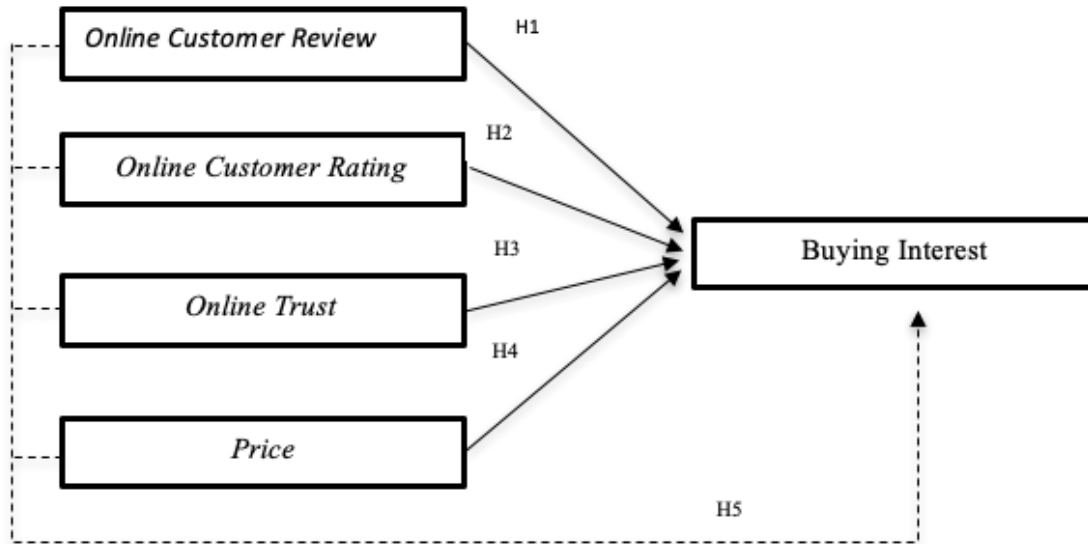 Online Customer Review
H1
H2
Online Customer Rating
Buying Interest
H3
Online Trust
H4
Price
H5